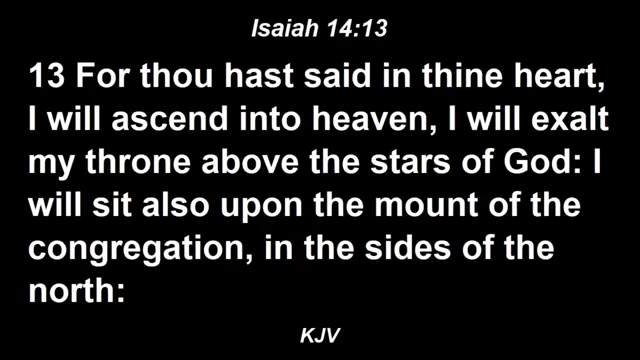 Isaiah 14:13
13 For thou hast said in thine heart,
I will ascend into heaven, I will exalt
my throne above the stars of God: I
will sit also upon the mount of the
congregation, in the sides of the
north:
KJV